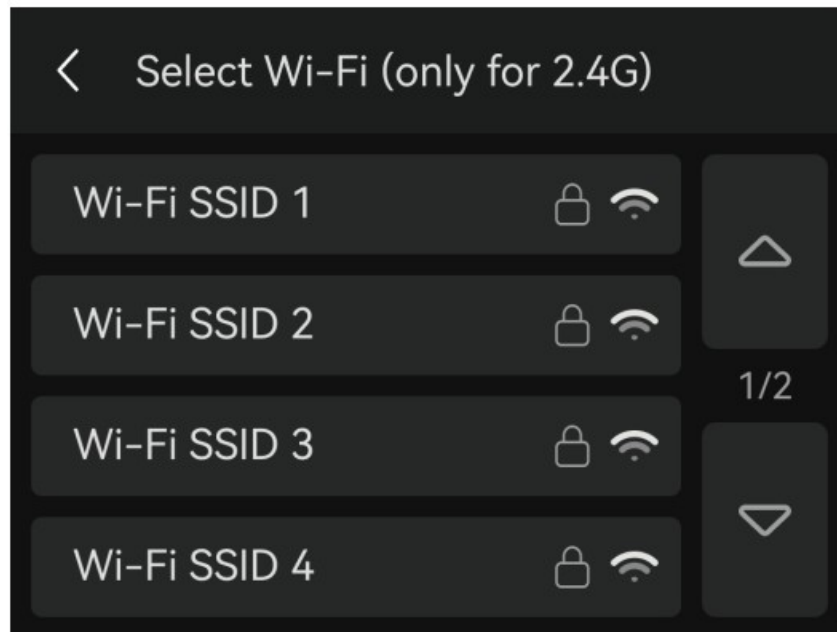 Select Wi-Fi (only for 2.4G)
Wi-Fi SSID 1
Wi-Fi SSID 2
1/2
Wi-Fi SSID 3
Wi-Fi SSID 4